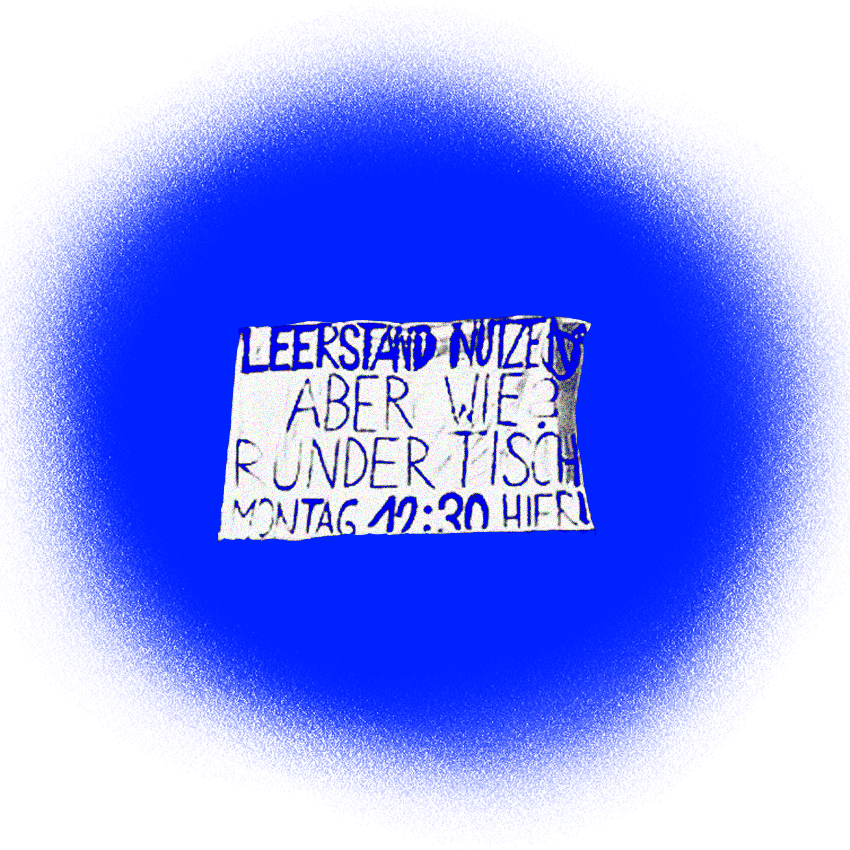 LEERSTAND NUTZEN
ABER WIE?
RUNDER TISCH
MONTAG 12:30 HIER!